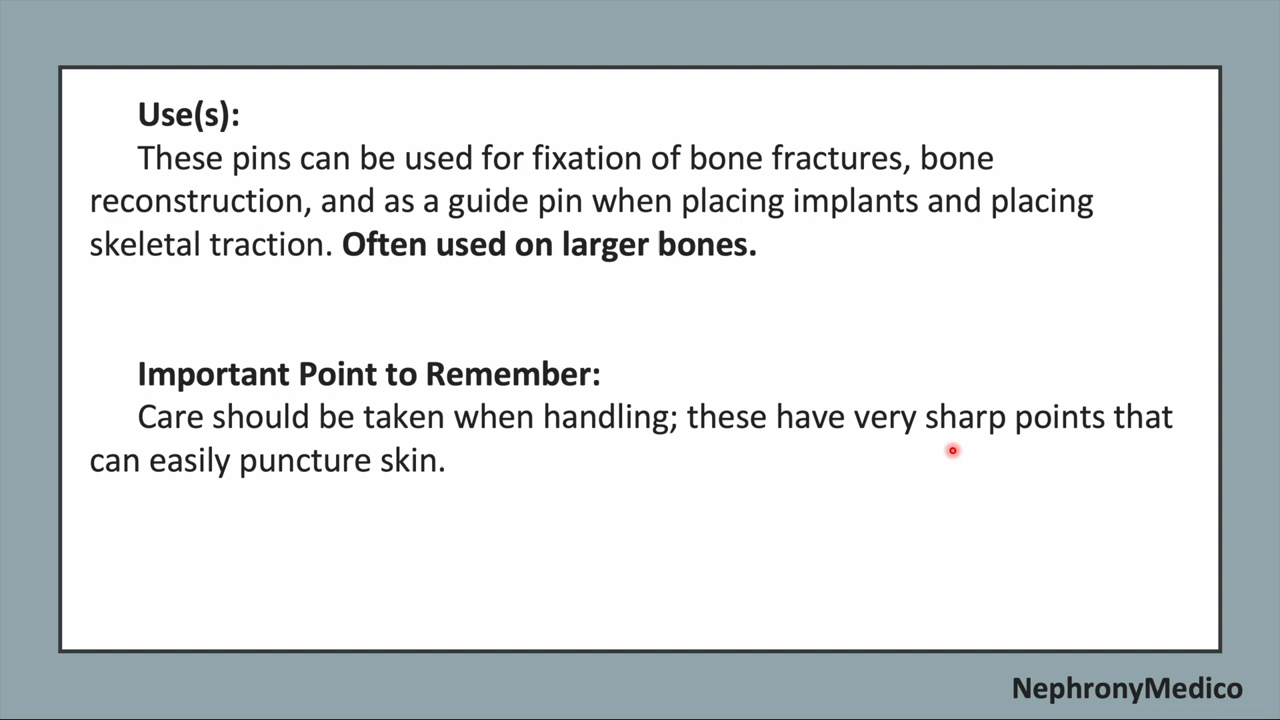 Use(s):
These pins can be used for fixation of bone fractures, bone
reconstruction, and as a guide pin when placing implants and placing
skeletal traction. Often used on larger bones.
Important Point to Remember:
Care should be taken when handling; these have very sharp points that
can easily puncture skin.
NephronyMedico